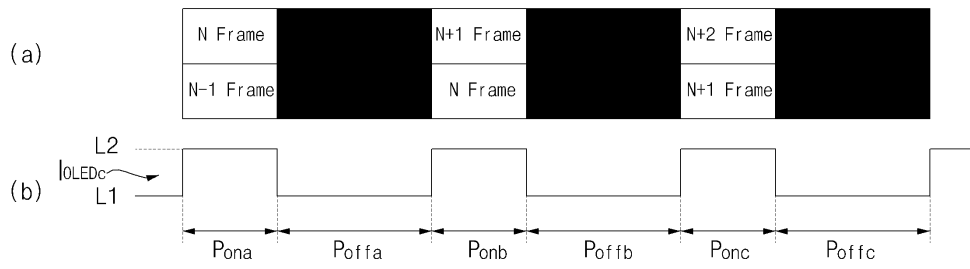 (a)
N Frame N+1 Frame N+2 Frame
N-1 Frame N Frame N+1 Frame
L2
IOLEDc
(b)
L1
Pona Poffa Ponb Poffb Ponc Poffc